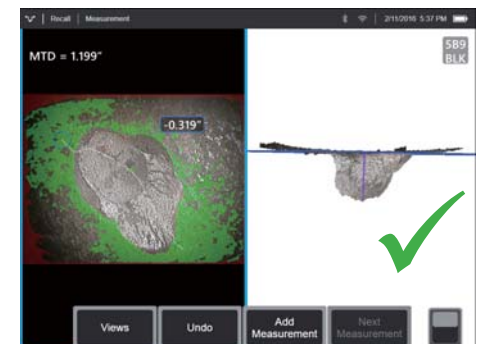 Recall | Measurement
2/11/2016 5:37 PM
MTD = 1.199"
-0.319"
5B9
BLK
Views
Undo
Add
Measurement
Next
Measurement